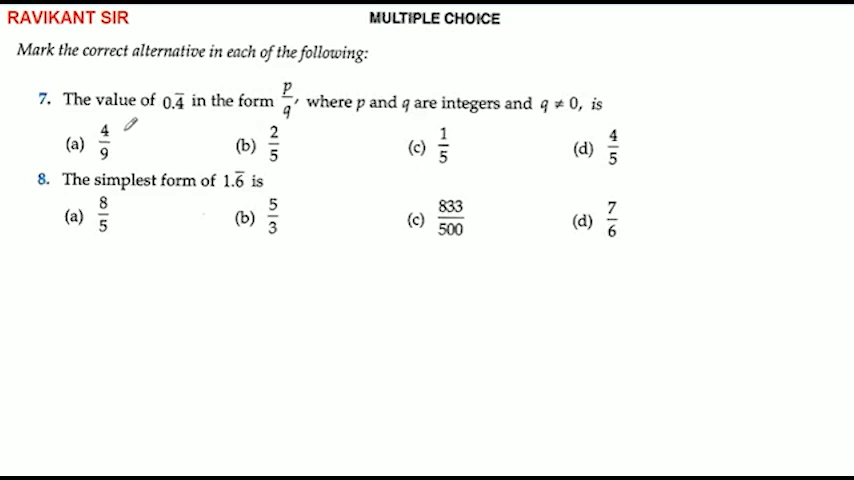 RAVIKANT SIR
MULTIPLE CHOICE
Mark the correct alternative in each of the following:
7. The value of 0.4̅ in the form p/q, where p and q are integers and q ≠ 0, is
(a) 4/9 (b) 2/5 (c) 1/5 (d) 4/5
8. The simplest form of 1.6̅ is
(a) 8/5 (b) 5/3 (c) 833/500 (d) 7/6